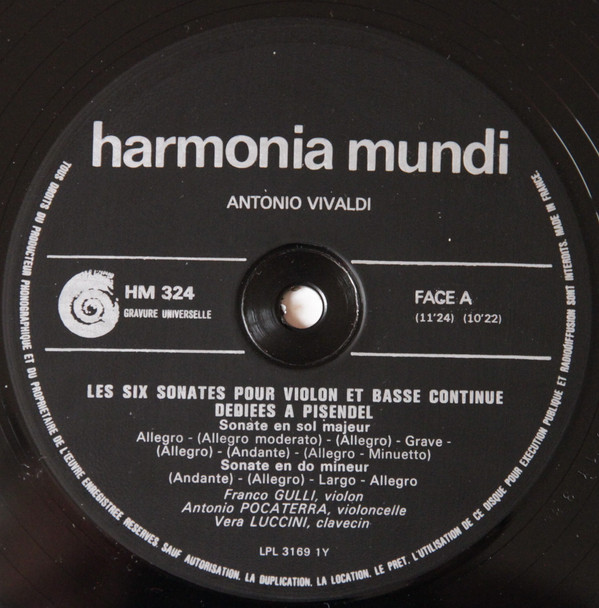 harmonia mundi
ANTONIO VIVALDI
HM 324
GRAVURE UNIVERSELLE
FACE A
(11'24) (10'22)
LES SIX SONATES POUR VIOLON ET BASSE CONTINUE
DEDIEES A PISENDEL
Sonate en sol majeur
Allegro - (Allegro moderato) - (Allegro) - Grave -
(Allegro) - (Andante) - (Allegro - Minuetto)
Sonate en do mineur
(Andante) - (Allegro) - Largo - Allegro
Franco GULLI, violon
Antonio POCATERRA, violoncelle
Vera LUCCINI, clavecin
LPL 3169 1Y
TOUS DROITS DU PRODUCTEUR PHONOGRAPHIQUE ET DU PROPRIETAIRE DE L'ŒUVRE ENREGISTREE RESERVES. SAUF AUTORISATION, LA DUPLICATION, LA LOCATION, LE PRET, L'UTILISATION DE CE DISQUE POUR EXECUTION PUBLIQUE ET RADIODIFFUSION SONT INTERDITS. MADE IN FRANCE